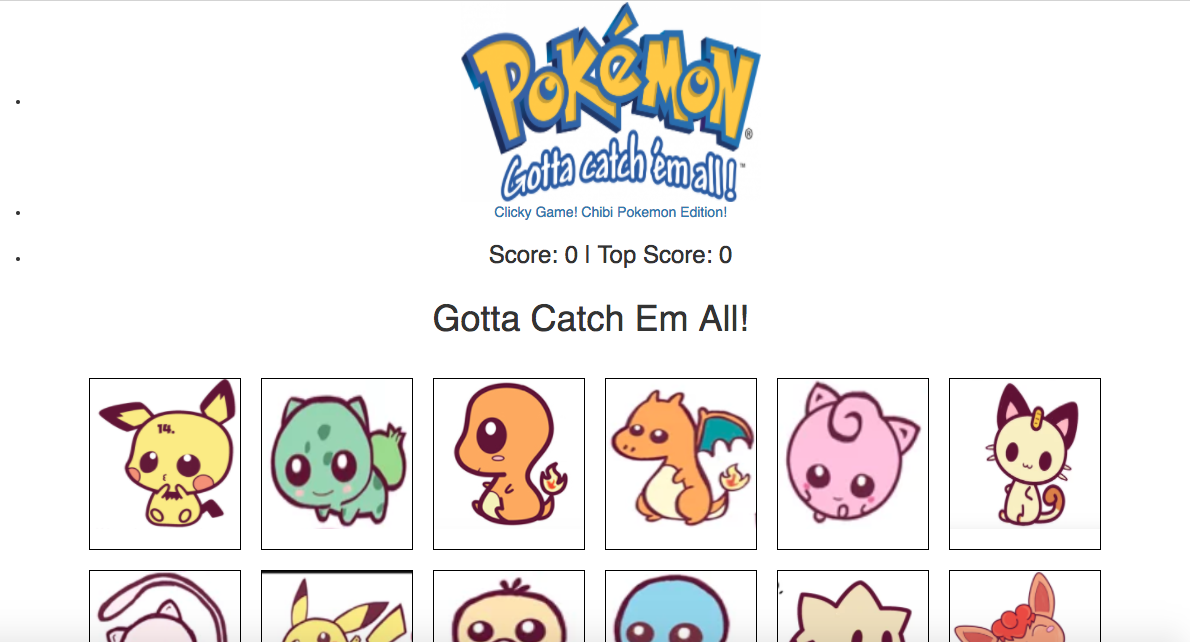 POKéMON®
Gotta catch 'em all!™
Clicky Game! Chibi Pokemon Edition!
Score: 0 | Top Score: 0
Gotta Catch Em All!
14.